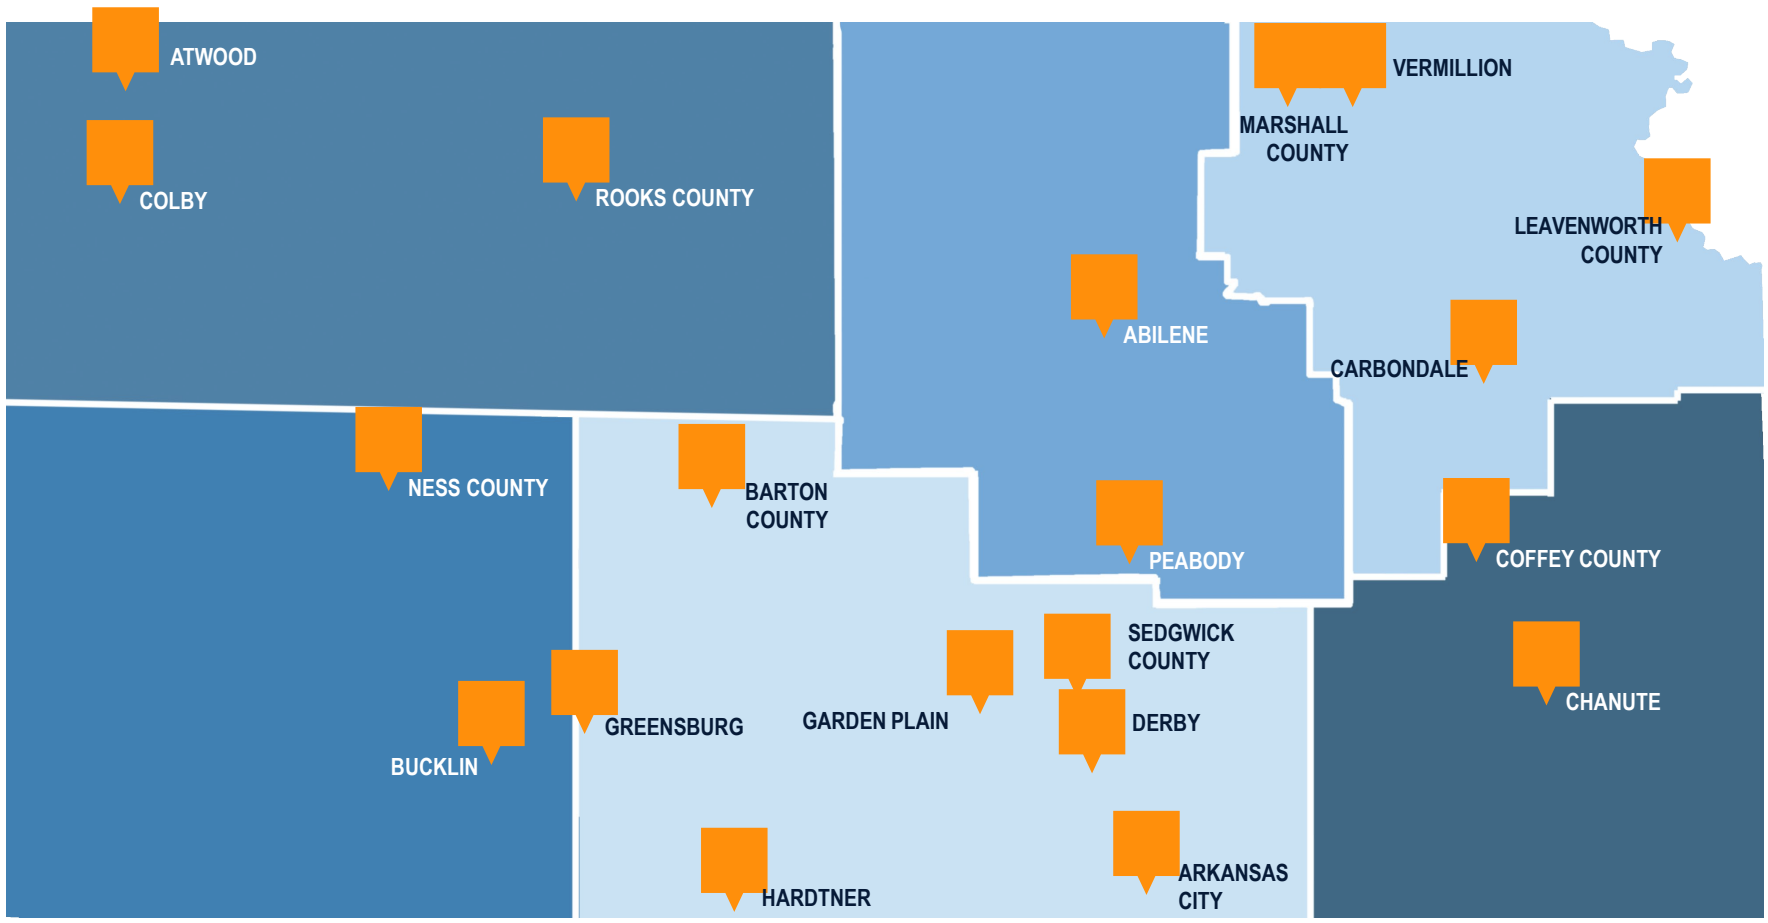 ATWOOD
VERMILLION
MARSHALL
COUNTY
COLBY
ROOKS COUNTY
LEAVENWORTH
COUNTY
ABILENE
CARBONDALE
NESS COUNTY
BARTON
COUNTY
PEABODY
COFFEY COUNTY
SEDGWICK
COUNTY
GARDEN PLAIN
DERBY
GREENSBURG
CHANUTE
BUCKLIN
HARDTNER
ARKANSAS
CITY